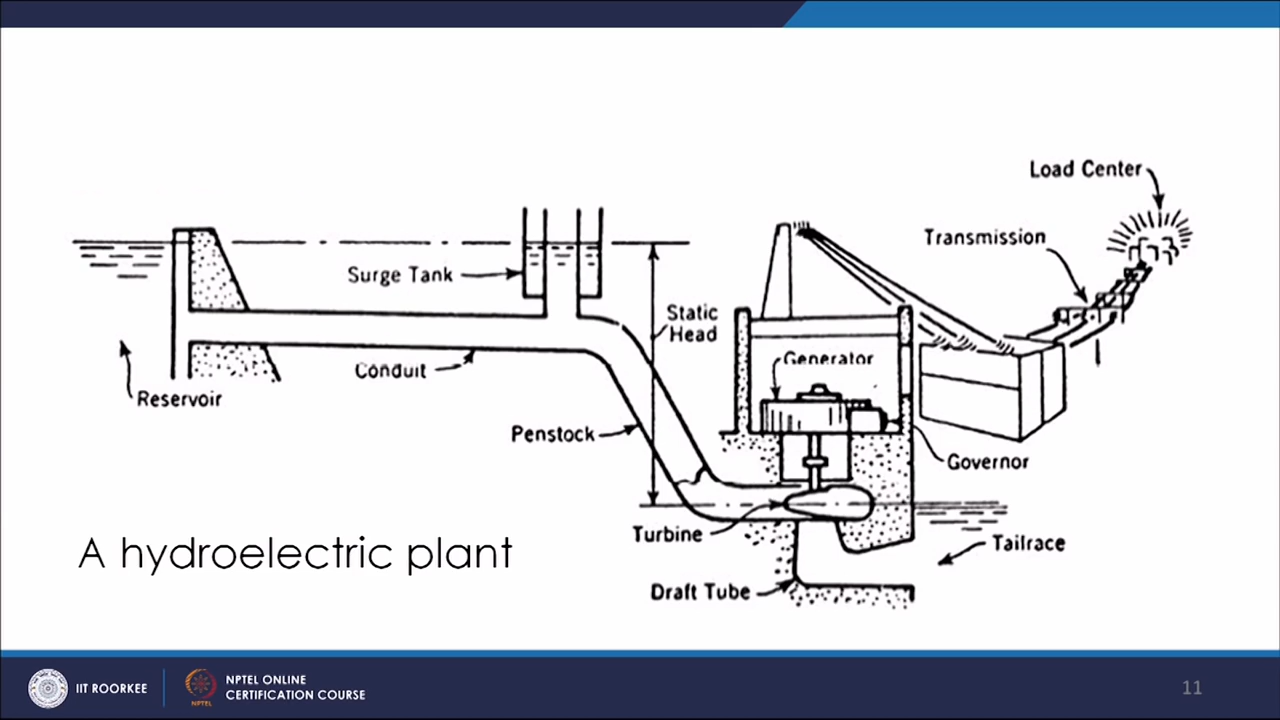 Load Center
Transmission
Surge Tank
Static
Head
Generator
Conduit
Reservoir
Penstock
Governor
Turbine
Tailrace
A hydroelectric plant
Draft Tube
IIT ROORKEE
NPTEL
NPTEL ONLINE
CERTIFICATION COURSE
11